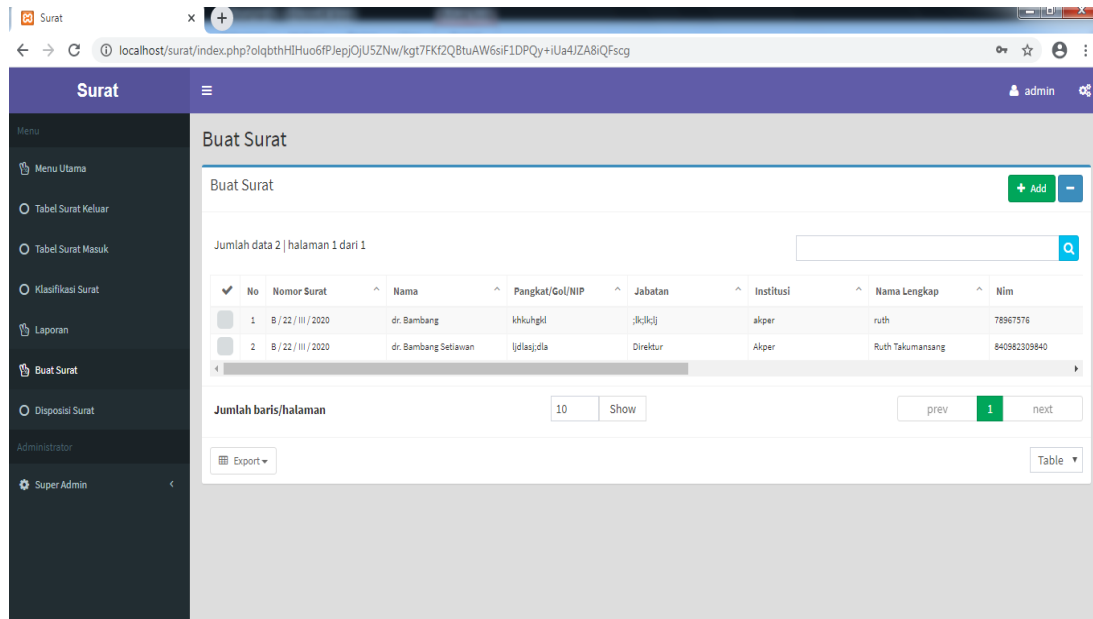 Surat
localhost/surat/index.php?olqbthHIHuo6fPJepjOjU5ZNw/kgt7FKf2QBtuAW6siF1DPQy+iUa4JZA8iQFscg
Surat
admin
Menu
Menu Utama
Tabel Surat Keluar
Tabel Surat Masuk
Klasifikasi Surat
Laporan
Buat Surat
Disposisi Surat
Administrator
Super Admin
Buat Surat
Buat Surat
+ Add
Jumlah data 2 | halaman 1 dari 1
No Nomor Surat Nama Pangkat/Gol/NIP Jabatan Institusi Nama Lengkap Nim
1 B / 22 / III / 2020 dr. Bambang khkuhgkl ;lk;lk;lj akper ruth 78967576
2 B / 22 / III / 2020 dr. Bambang Setiawan ljdlasj;dla Direktur Akper Ruth Takumansang 840982309840
Jumlah baris/halaman 10 Show prev 1 next
Export Table